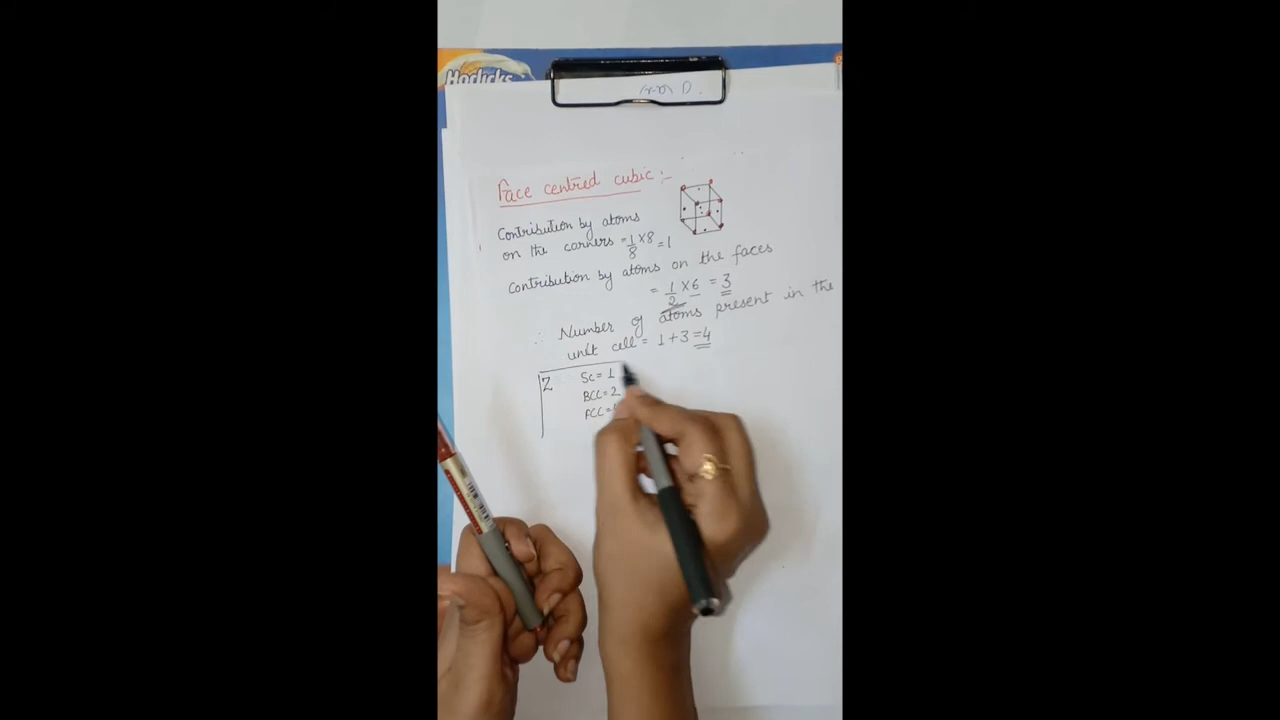 Horlicks
D.
Face centred cubic :-
Contribution by atoms
on the corners = 1/8 × 8 = 1
contribution by atoms on the faces
= 1/2 × 6 = 3
∴ Number of atoms present in the
unit cell = 1 + 3 = 4
Z SC = 1
BCC = 2
FCC =